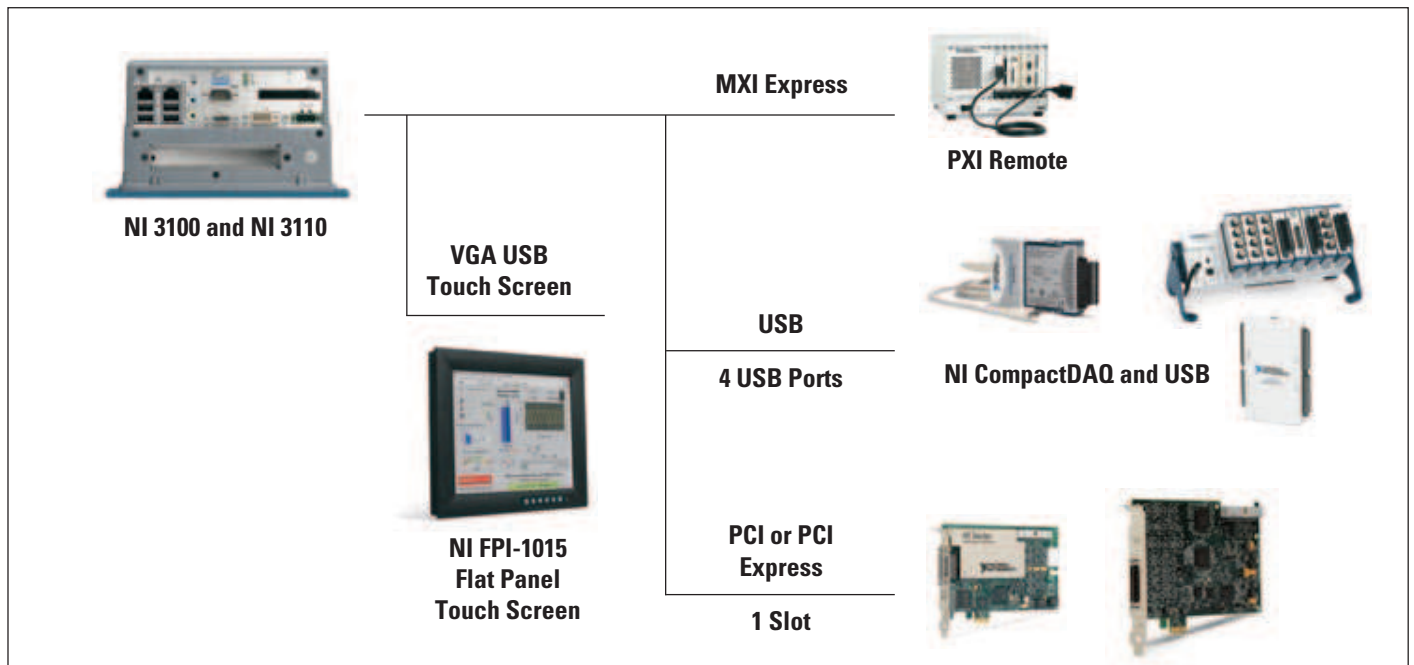 MXI Express
PXI Remote
NI 3100 and NI 3110
VGA USB
Touch Screen
USB
4 USB Ports
NI CompactDAQ and USB
NI FPI-1015
Flat Panel
Touch Screen
PCI or PCI
Express
1 Slot